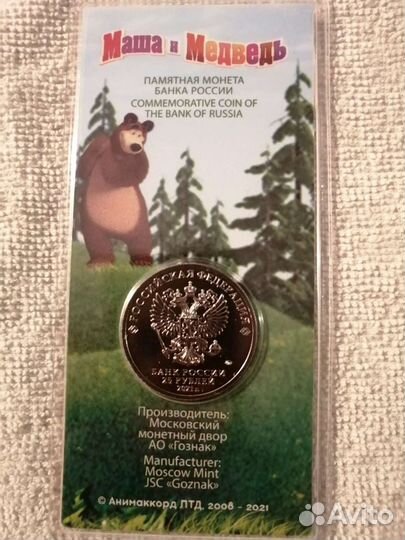 Маша и Медведь
ПАМЯТНАЯ МОНЕТА
БАНКА РОССИИ
COMMEMORATIVE COIN OF
THE BANK OF RUSSIA
РОССИЙСКАЯ ФЕДЕРАЦИЯ
БАНК РОССИИ
25 РУБЛЕЙ
2021 г.
Производитель:
Московский
монетный двор
АО «Гознак»
Manufacturer:
Moscow Mint
JSC «Goznak»
© Анимаккорд ЛТД, 2008 - 2021
Avito